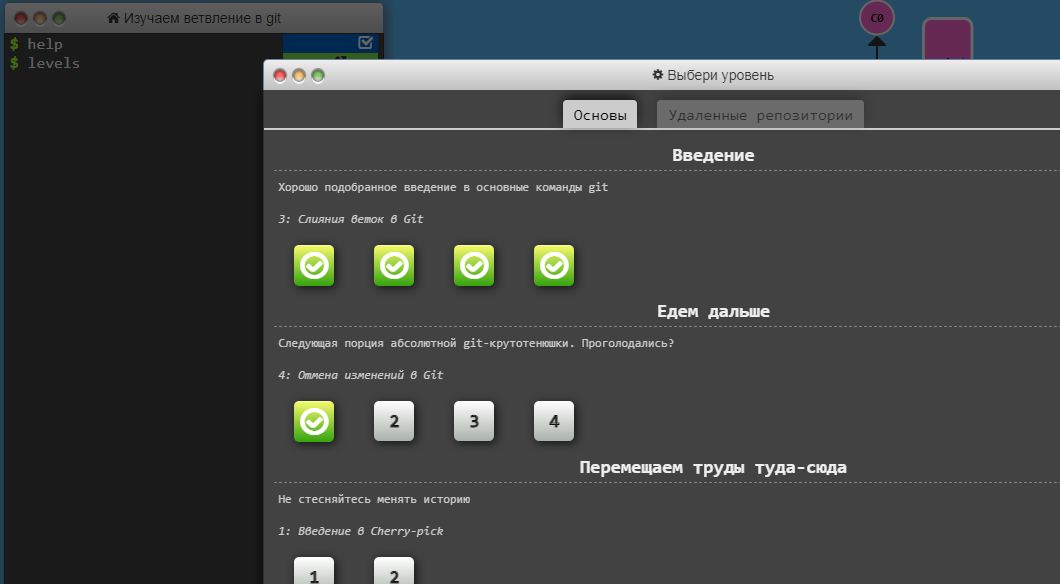 Изучаем ветвление в git
$ help
$ levels
C0
Выбери уровень
Основы
Удаленные репозитории
Введение
Хорошо подобранное введение в основные команды git
3: Слияния веток в Git
Едем дальше
Следующая порция абсолютной git-крутотенюшки. Проголодались?
4: Отмена изменений в Git
2 3 4
Перемещаем труды туда-сюда
Не стесняйтесь менять историю
1: Введение в Cherry-pick
1 2